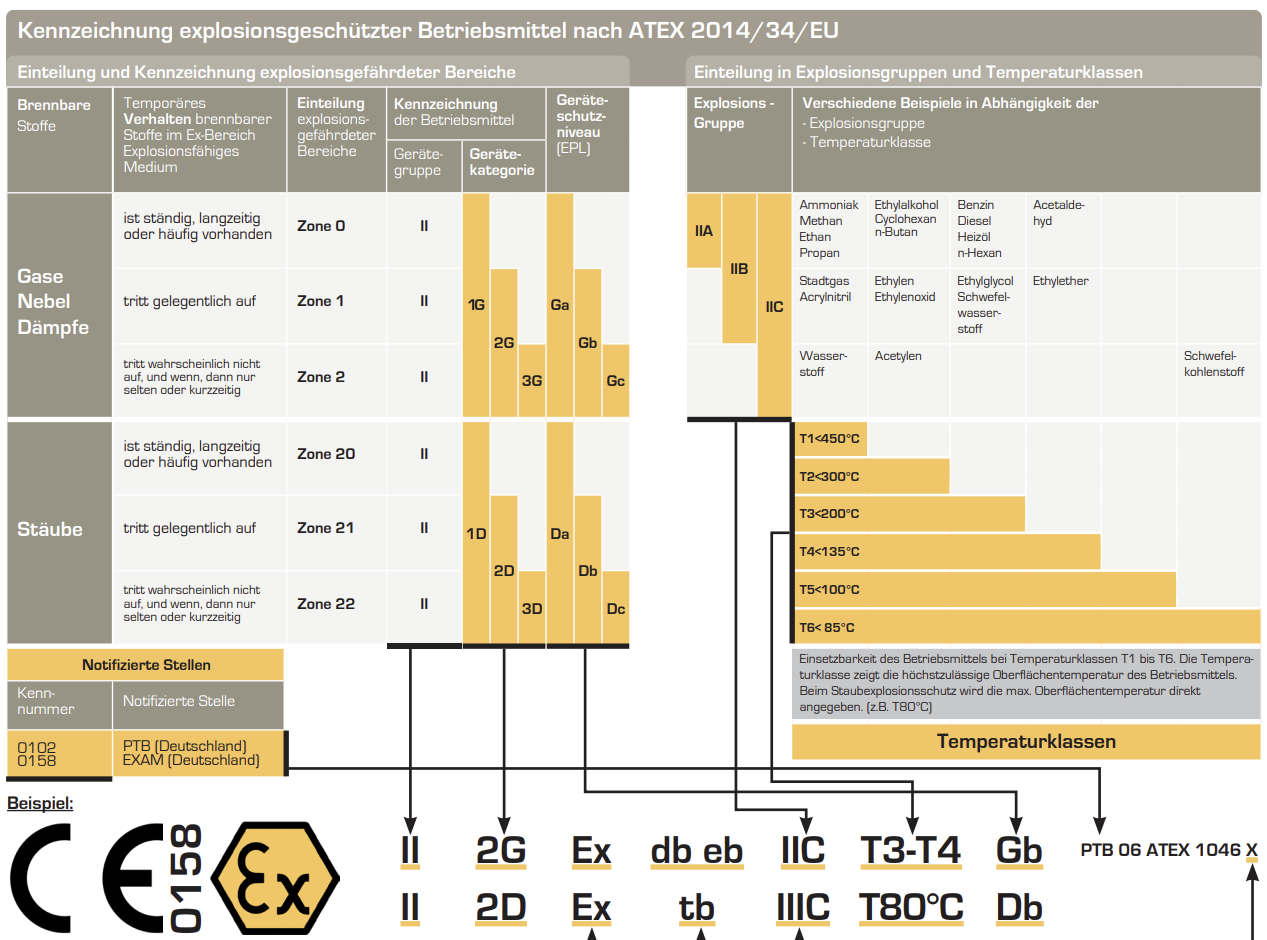 Kennzeichnung explosionsgeschützter Betriebsmittel nach ATEX 2014/34/EU
Einteilung und Kennzeichnung explosionsgefährdeter Bereiche
Brennbare
Stoffe
Temporäres
Verhalten brennbarer
Stoffe im Ex-Bereich
Explosionsfähiges
Medium
Einteilung
explosions-
gefährdeter
Bereiche
Kennzeichnung
der Betriebsmittel
Geräte-
gruppe
Geräte-
kategorie
Geräte-
schutz-
niveau
(EPL)
Gase
Nebel
Dämpfe
ist ständig, langzeitig
oder häufig vorhanden
Zone 0
II
tritt gelegentlich auf
Zone 1
II
tritt wahrscheinlich nicht
auf, und wenn, dann nur
selten oder kurzzeitig
Zone 2
II
1G
2G
3G
Ga
Gb
Gc
Stäube
ist ständig, langzeitig
oder häufig vorhanden
Zone 20
II
tritt gelegentlich auf
Zone 21
II
tritt wahrscheinlich nicht
auf, und wenn, dann nur
selten oder kurzzeitig
Zone 22
II
1D
2D
3D
Da
Db
Dc
Einteilung in Explosionsgruppen und Temperaturklassen
Explosions -
Gruppe
Verschiedene Beispiele in Abhängigkeit der
- Explosionsgruppe
- Temperaturklasse
IIA
IIB
IIC
Ammoniak
Methan
Ethan
Propan
Ethylalkohol
Cyclohexan
n-Butan
Benzin
Diesel
Heizöl
n-Hexan
Acetalde-
hyd
Stadtgas
Acrylnitril
Ethylen
Ethylenoxid
Ethylglycol
Schwefel-
wasser-
stoff
Ethylether
Wasser-
stoff
Acetylen
Schwefel-
kohlenstoff
T1<450°C
T2<300°C
T3<200°C
T4<135°C
T5<100°C
T6< 85°C
Einsetzbarkeit des Betriebsmittels bei Temperaturklassen T1 bis T6. Die Tempera-
turklasse zeigt die höchstzulässige Oberflächentemperatur des Betriebsmittels.
Beim Staubexplosionsschutz wird die max. Oberflächentemperatur direkt
angegeben. (z.B. T80°C)
Temperaturklassen
Notifizierte Stellen
Kenn-
nummer
Notifizierte Stelle
0102
0158
PTB (Deutschland)
EXAM (Deutschland)
Beispiel:
CE 0158 Ex
II 2G Ex db eb IIC T3-T4 Gb PTB 06 ATEX 1046 X
II 2D Ex tb IIIC T80°C Db